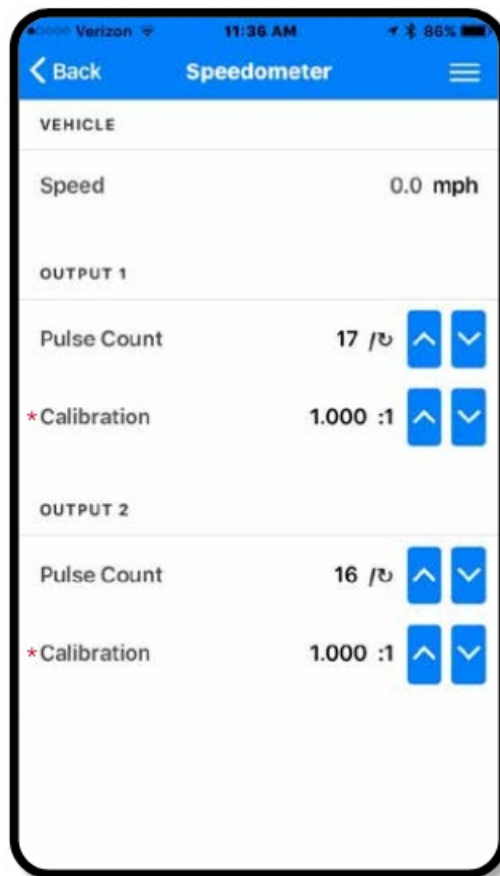 Verizon 11:36 AM 86%
Back Speedometer
VEHICLE
Speed 0.0 mph
OUTPUT 1
Pulse Count 17 /↻
*Calibration 1.000 :1
OUTPUT 2
Pulse Count 16 /↻
*Calibration 1.000 :1